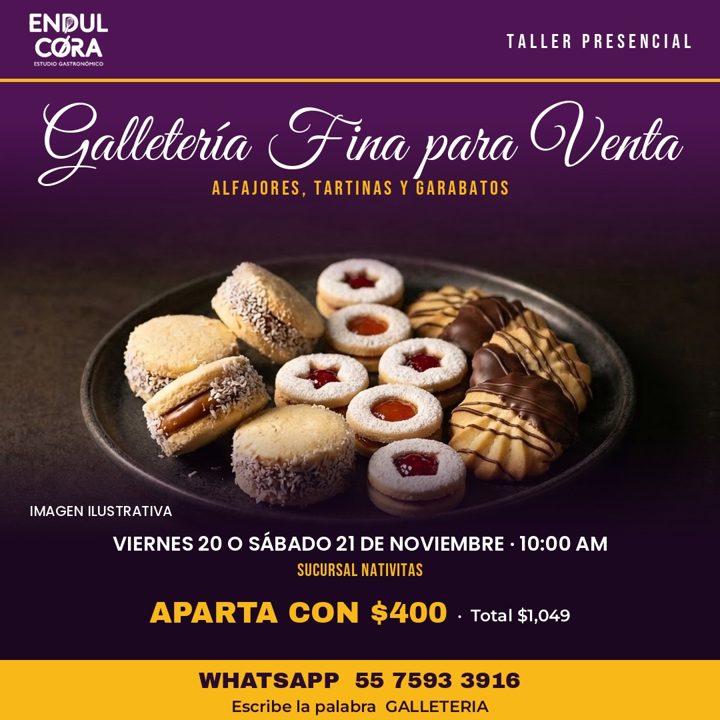 ENDUL
CORA
ESTUDIO GASTRONÓMICO
TALLER PRESENCIAL
Galletería Fina para Venta
ALFAJORES, TARTINAS Y GARABATOS
IMAGEN ILUSTRATIVA
VIERNES 20 O SÁBADO 21 DE NOVIEMBRE · 10:00 AM
SUCURSAL NATIVITAS
APARTA CON $400 · Total $1,049
WHATSAPP 55 7593 3916
Escribe la palabra GALLETERIA